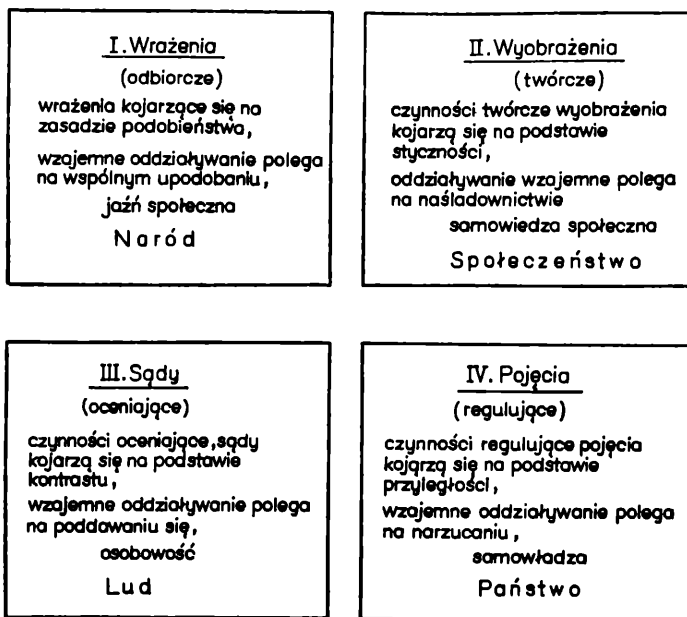 I. Wrażenia
(odbiorcze)
wrażenia kojarzące się na
zasadzie podobieństwa,
wzajemne oddziaływanie polega
na wspólnym upodobaniu,
jaźń społeczna
Naród
II. Wyobrażenia
(twórcze)
czynności twórcze wyobrażenia
kojarzą się na podstawie
styczności,
oddziaływanie wzajemne polega
na naśladownictwie
samowiedza społeczna
Społeczeństwo
III. Sądy
(oceniające)
czynności oceniające, sądy
kojarzą się na podstawie
kontrastu,
wzajemne oddziaływanie polega
na poddawaniu się,
osobowość
Lud
IV. Pojęcia
(regulujące)
czynności regulujące pojęcia
kojąrzą się na podstawie
przyległości,
wzajemne oddziaływanie polega
na narzucaniu,
samowładza
Państwo